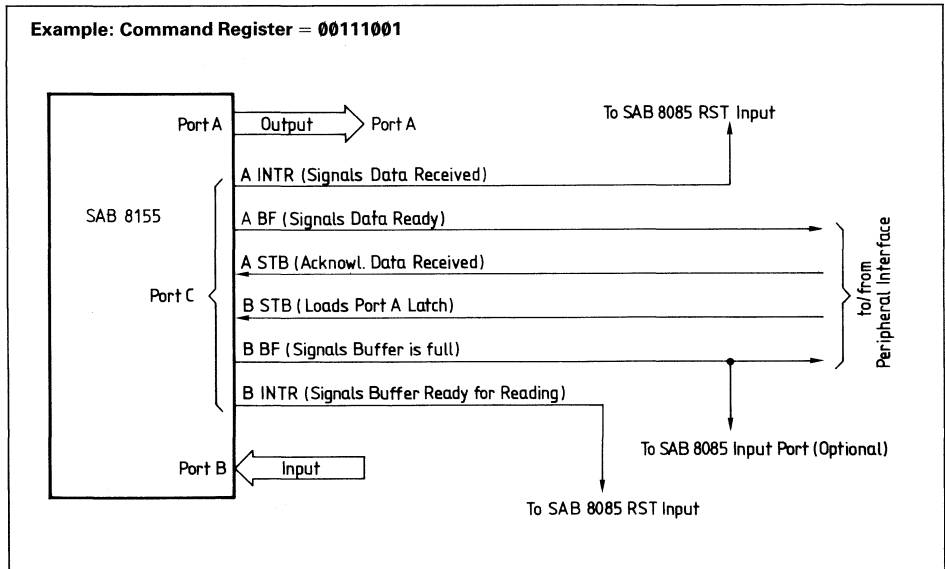 Example: Command Register = 00111001
Port A
Output
Port A
To SAB 8085 RST Input
A INTR (Signals Data Received)
SAB 8155
A BF (Signals Data Ready)
A STB (Acknowl. Data Received)
Port C
B STB (Loads Port A Latch)
to/from
Peripheral Interface
B BF (Signals Buffer is full)
B INTR (Signals Buffer Ready for Reading)
To SAB 8085 Input Port (Optional)
Port B
Input
To SAB 8085 RST Input